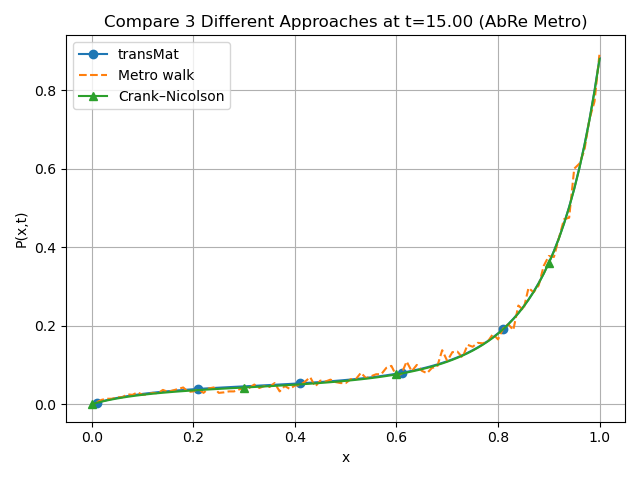 Compare 3 Different Approaches at t=15.00 (AbRe Metro)
transMat
Metro walk
Crank–Nicolson
P(x,t)
0.8
0.6
0.4
0.2
0.0
0.0 0.2 0.4 0.6 0.8 1.0
x